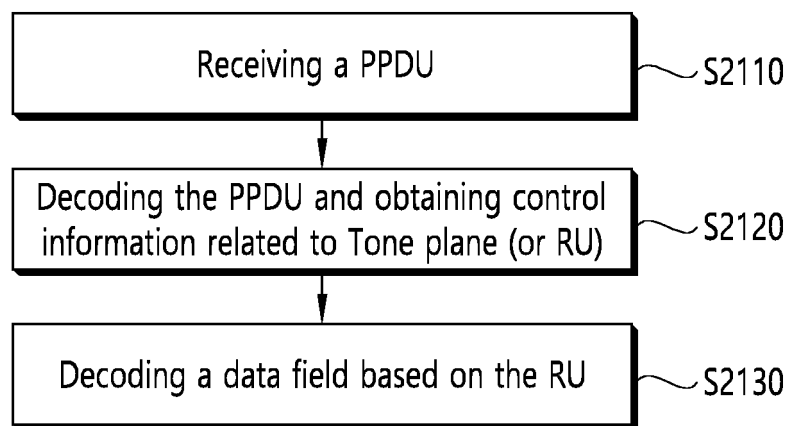 Receiving a PPDU
S2110
Decoding the PPDU and obtaining control
information related to Tone plane (or RU)
S2120
Decoding a data field based on the RU
S2130